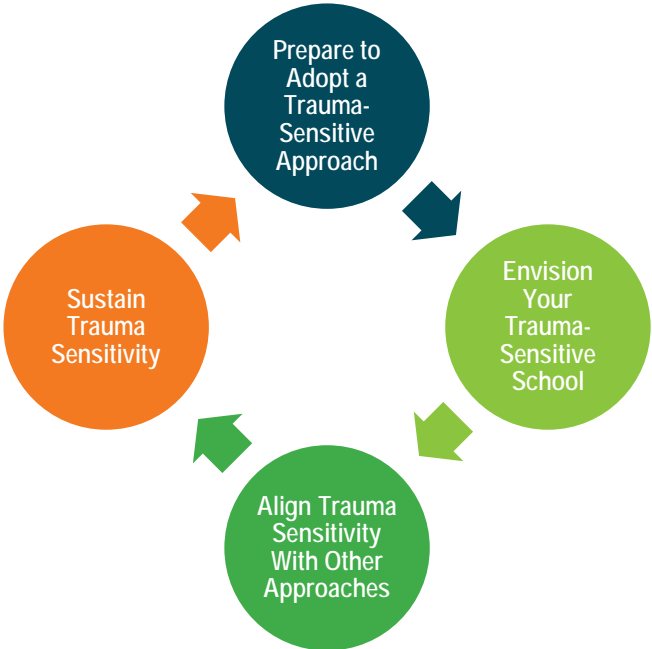 Prepare to
Adopt a
Trauma-
Sensitive
Approach
Envision
Your
Trauma-
Sensitive
School
Align Trauma
Sensitivity
With Other
Approaches
Sustain
Trauma
Sensitivity